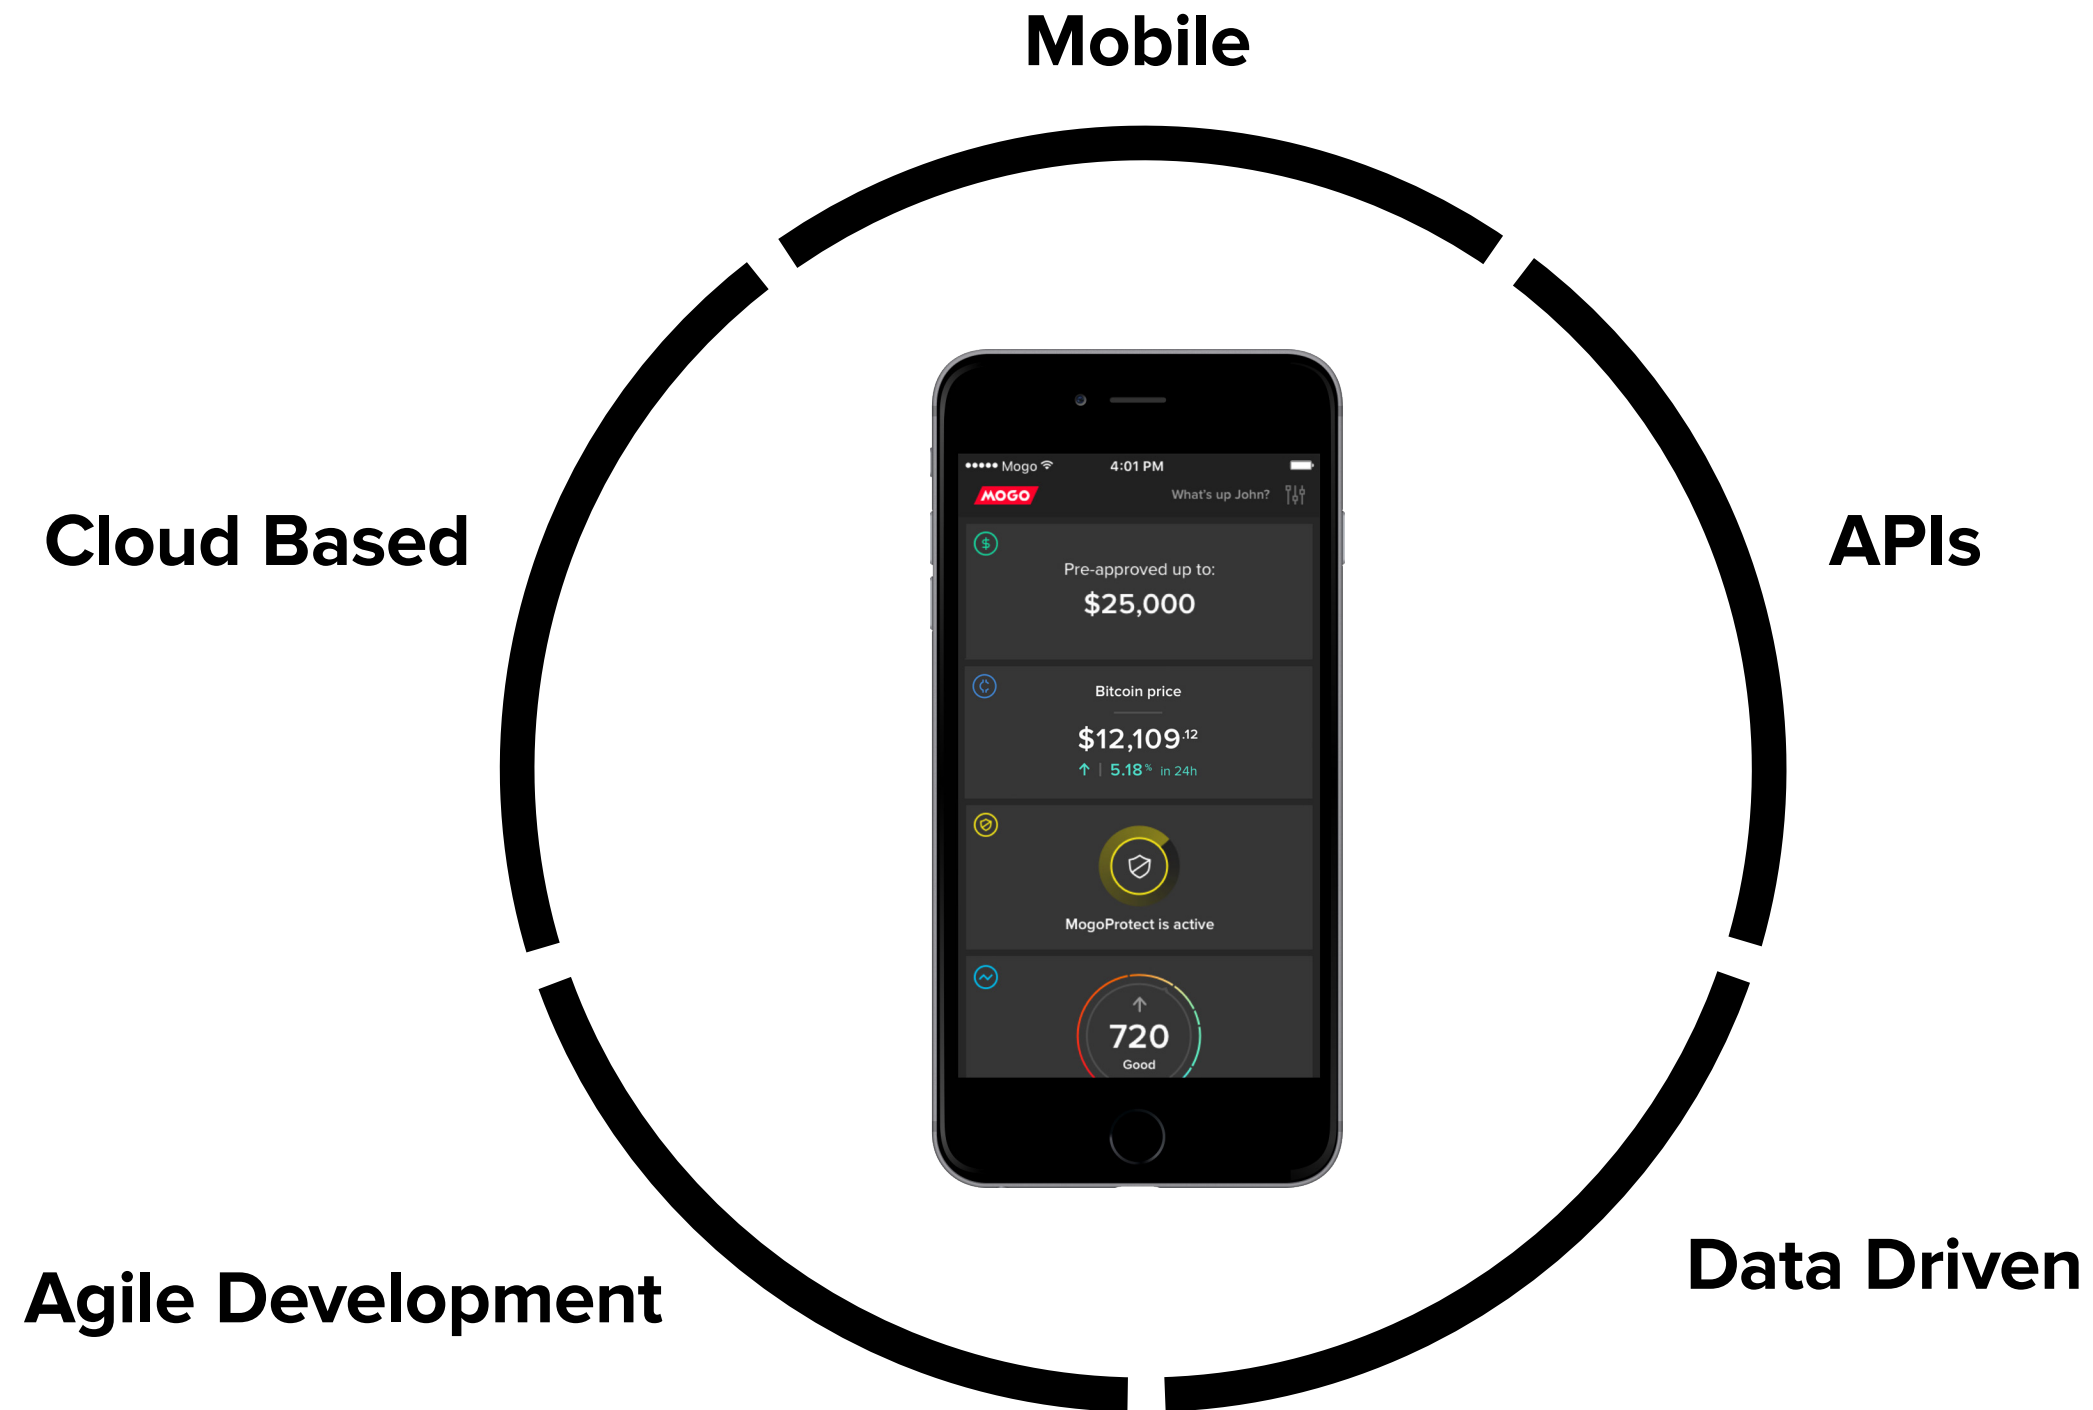 Mobile
Cloud Based
APIs
Mogo
4:01 PM
MOGO
What's up John?
$
Pre-approved up to:
$25,000
Bitcoin price
$12,109.12
↑ | 5.18% in 24h
MogoProtect is active
↑
720
Good
Agile Development
Data Driven